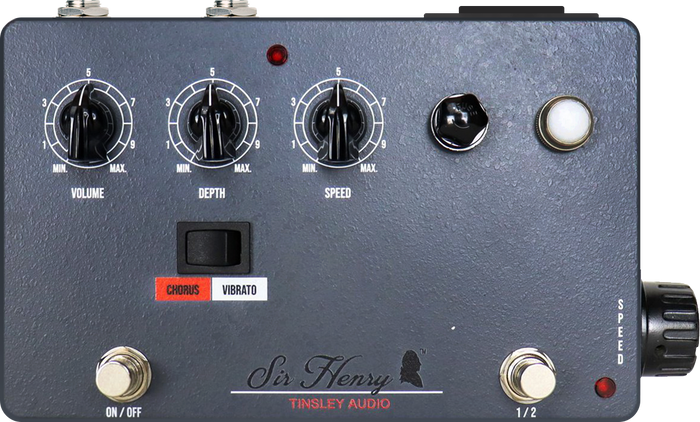 5 5 5
3 7 3 7 3 7
1 9 1 9 1 9
MIN. MAX. MIN. MAX. MIN. MAX.
VOLUME DEPTH SPEED
CHORUS VIBRATO
SPEED
Sir Henry TM
TINSLEY AUDIO
ON / OFF 1 / 2